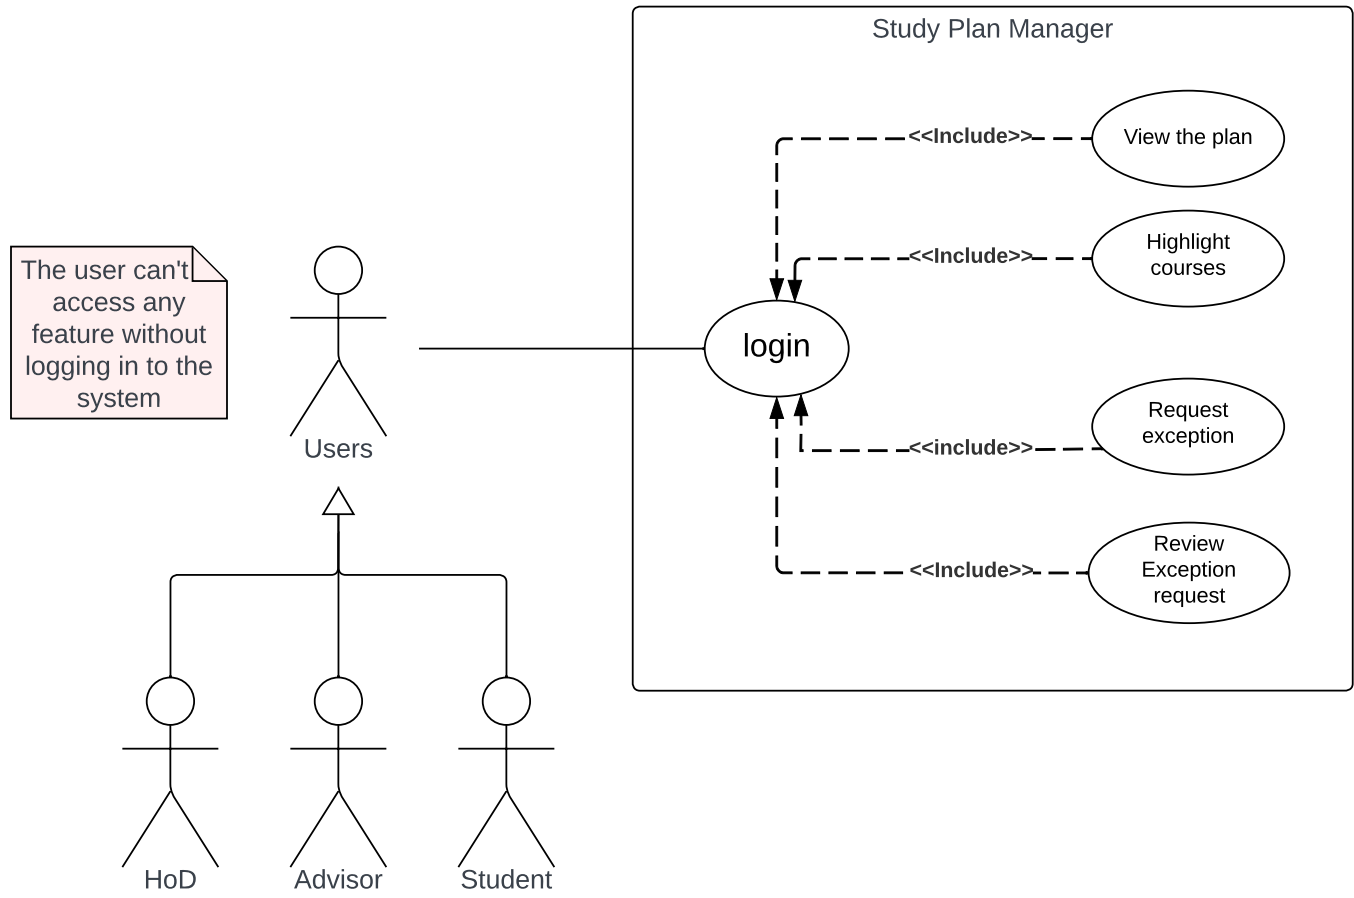 Study Plan Manager
<<Include>>
View the plan
<<Include>>
Highlight
courses
The user can't
access any
feature without
logging in to the
system
login
Users
Request
exception
<<include>>
Review
Exception
request
<<Include>>
HoD
Advisor
Student